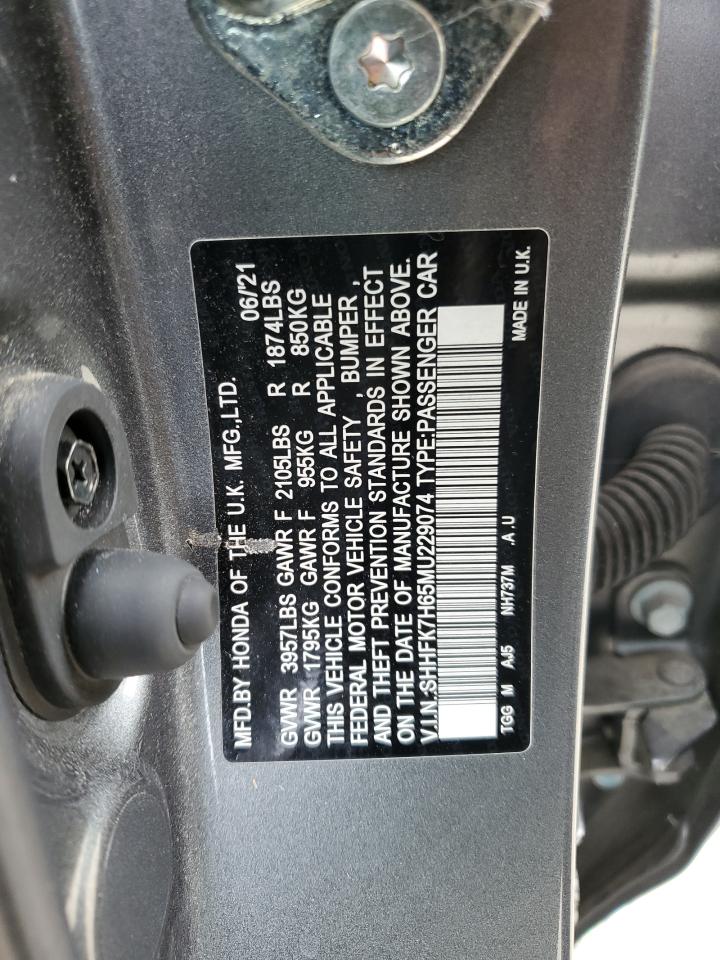 MFD.BY HONDA OF THE U.K. MFG.,LTD. 06/'21
GVWR 3957LBS GAWR F 2105LBS R 1874LBS
GVWR 1795KG GAWR F 955KG R 850KG
THIS VEHICLE CONFORMS TO ALL APPLICABLE
FEDERAL MOTOR VEHICLE SAFETY , BUMPER ,
AND THEFT PREVENTION STANDARDS IN EFFECT
ON THE DATE OF MANUFACTURE SHOWN ABOVE.
V.I.N.:SHHFK7H65MU229074 TYPE:PASSENGER CAR
TGG M AJ5 NH737M .A .U MADE IN U.K.